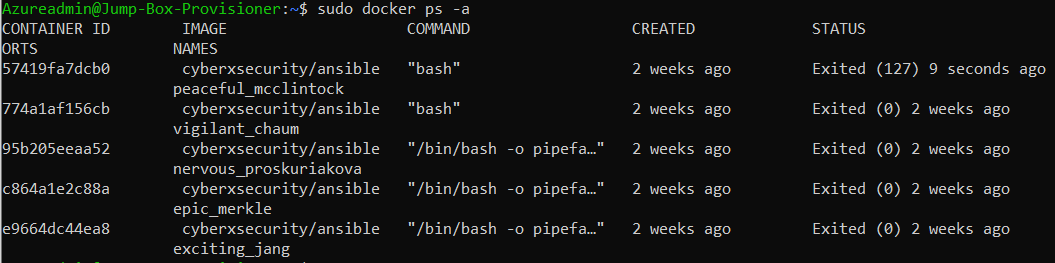 Azureadmin@Jump-Box-Provisioner:~$ sudo docker ps -a
CONTAINER ID        IMAGE                   COMMAND                  CREATED             STATUS
ORTS               NAMES
57419fa7dcb0        cyberxsecurity/ansible   "bash"                   2 weeks ago         Exited (127) 9 seconds ago
                   peaceful_mcclintock
774a1af156cb        cyberxsecurity/ansible   "bash"                   2 weeks ago         Exited (0) 2 weeks ago
                   vigilant_chaum
95b205eeaa52        cyberxsecurity/ansible   "/bin/bash -o pipefa…"   2 weeks ago         Exited (0) 2 weeks ago
                   nervous_proskuriakova
c864a1e2c88a        cyberxsecurity/ansible   "/bin/bash -o pipefa…"   2 weeks ago         Exited (0) 2 weeks ago
                   epic_merkle
e9664dc44ea8        cyberxsecurity/ansible   "/bin/bash -o pipefa…"   2 weeks ago         Exited (0) 2 weeks ago
                   exciting_jang